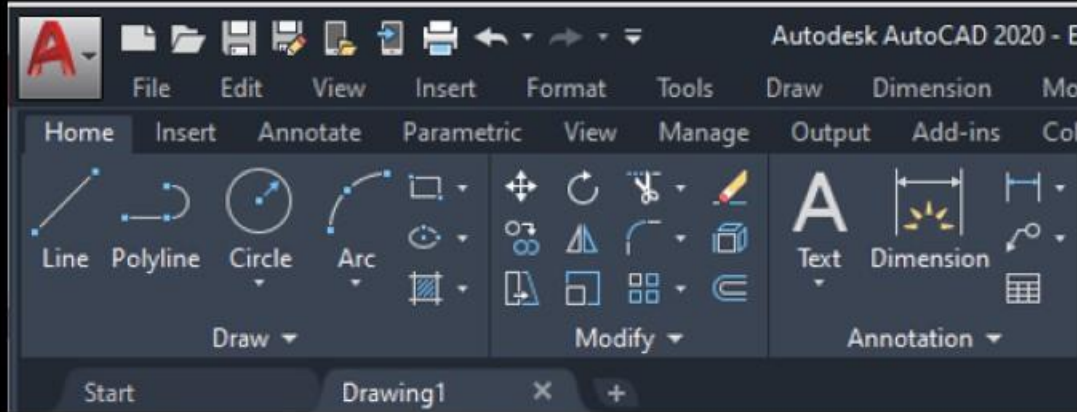 Autodesk AutoCAD 2020 -
File Edit View Insert Format Tools Draw Dimension
Home Insert Annotate Parametric View Manage Output Add-ins
Line Polyline Circle Arc Text Dimension
Draw Modify Annotation
Start Drawing1